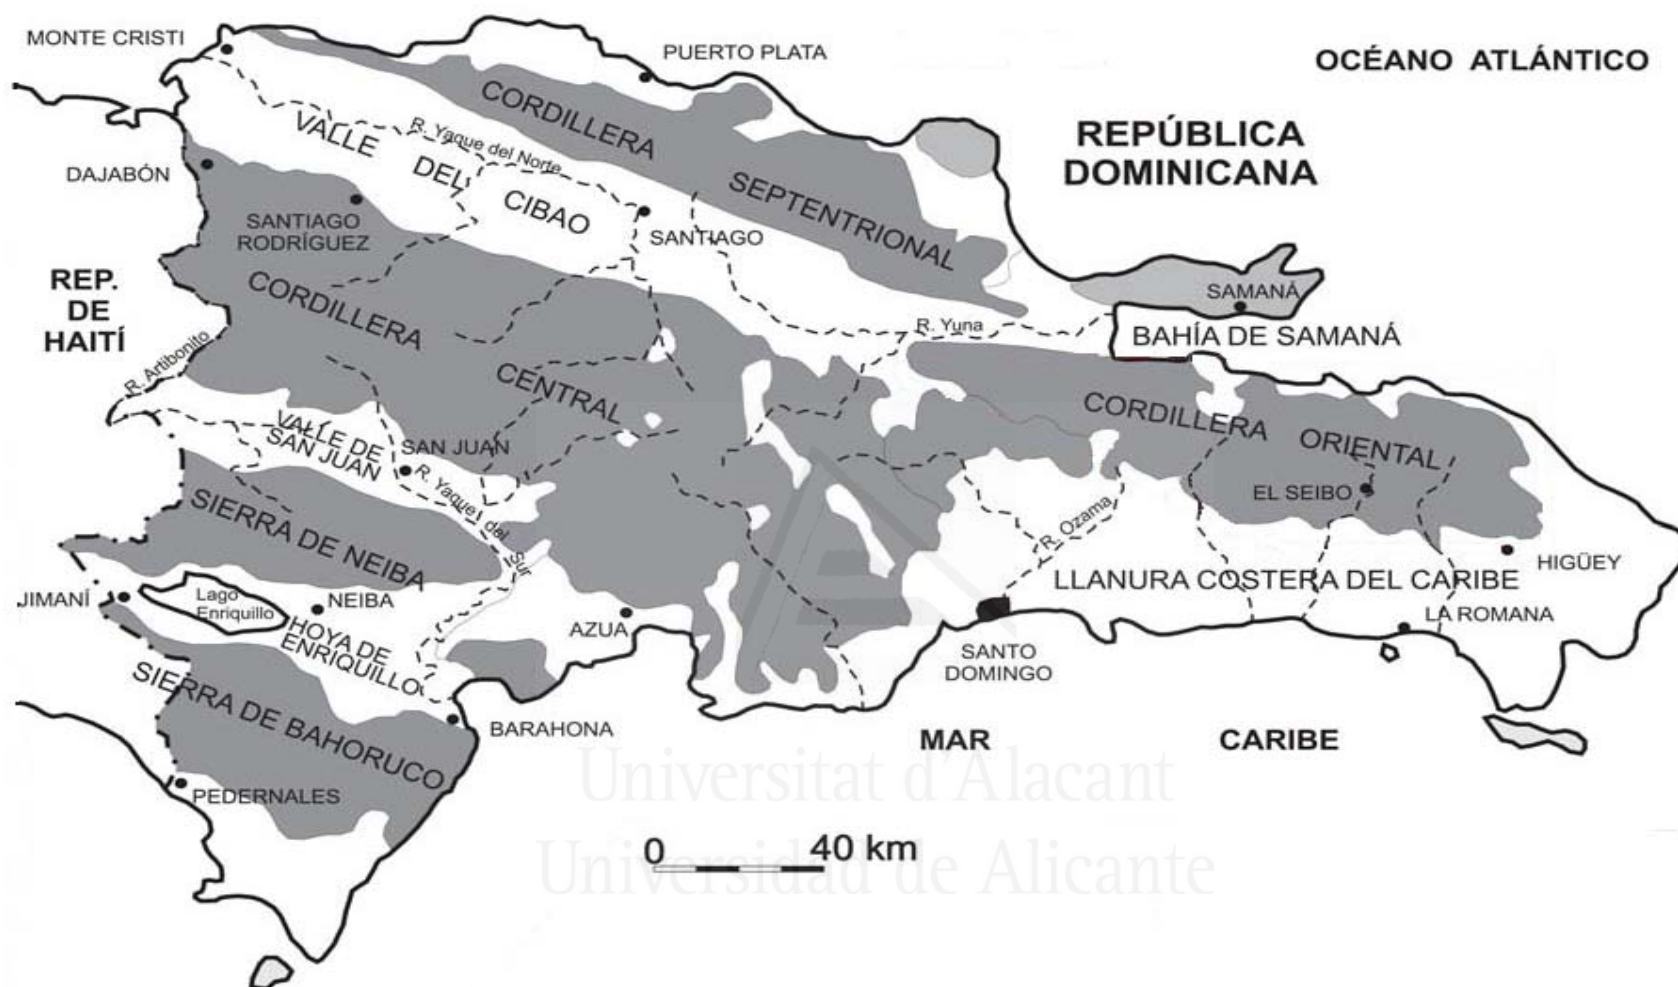 MONTE CRISTI
PUERTO PLATA
OCÉANO ATLÁNTICO
CORDILLERA
SEPTENTRIONAL
REPÚBLICA
DOMINICANA
VALLE
DEL
CIBAO
R. Yaque del Norte
DAJABÓN
SANTIAGO
RODRÍGUEZ
SANTIAGO
REP.
DE
HAITÍ
CORDILLERA
CENTRAL
SAMANÁ
R. Yuna
BAHÍA DE SAMANÁ
R. Artibonito
CORDILLERA
ORIENTAL
VALLE DE
SAN JUAN
SAN JUAN
R. Yaque del Sur
EL SEIBO
SIERRA DE NEIBA
R. Ozama
HIGÜEY
LLANURA COSTERA DEL CARIBE
JIMANÍ
Lago
Enriquillo
NEIBA
HOYA DE
ENRIQUILLO
AZUA
LA ROMANA
SANTO
DOMINGO
SIERRA DE BAHORUCO
BARAHONA
MAR CARIBE
PEDERNALES
Universitat d'Alacant
Universidad de Alicante
0 40 km